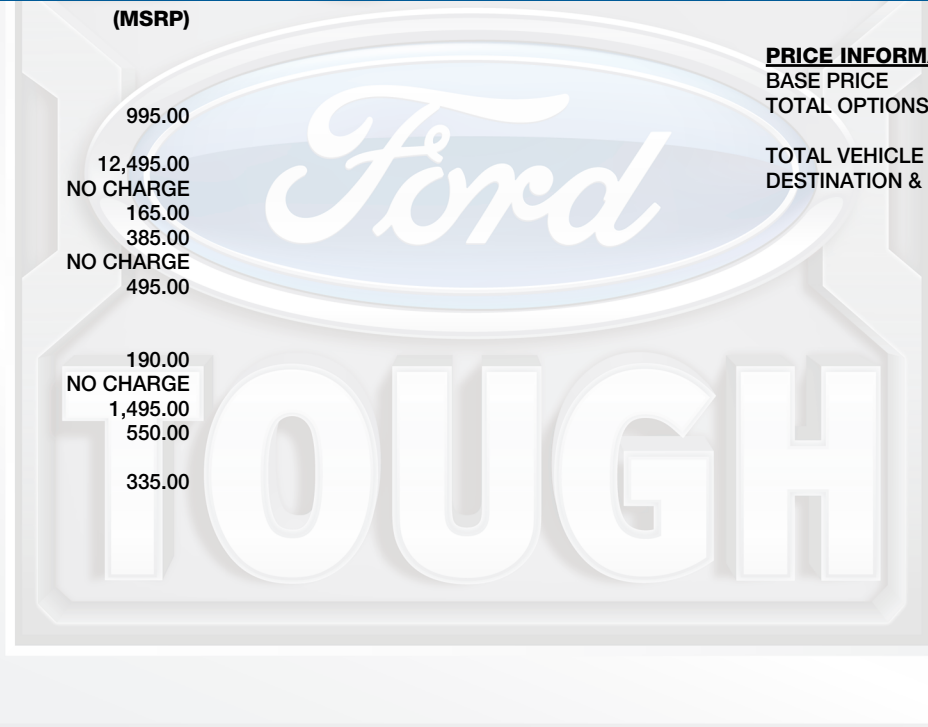 (MSRP)
995.00
12,495.00
NO CHARGE
165.00
385.00
NO CHARGE
495.00
190.00
NO CHARGE
1,495.00
550.00
335.00
PRICE INFORM
BASE PRICE
TOTAL OPTIONS
TOTAL VEHICLE
DESTINATION &
Ford
TOUGH